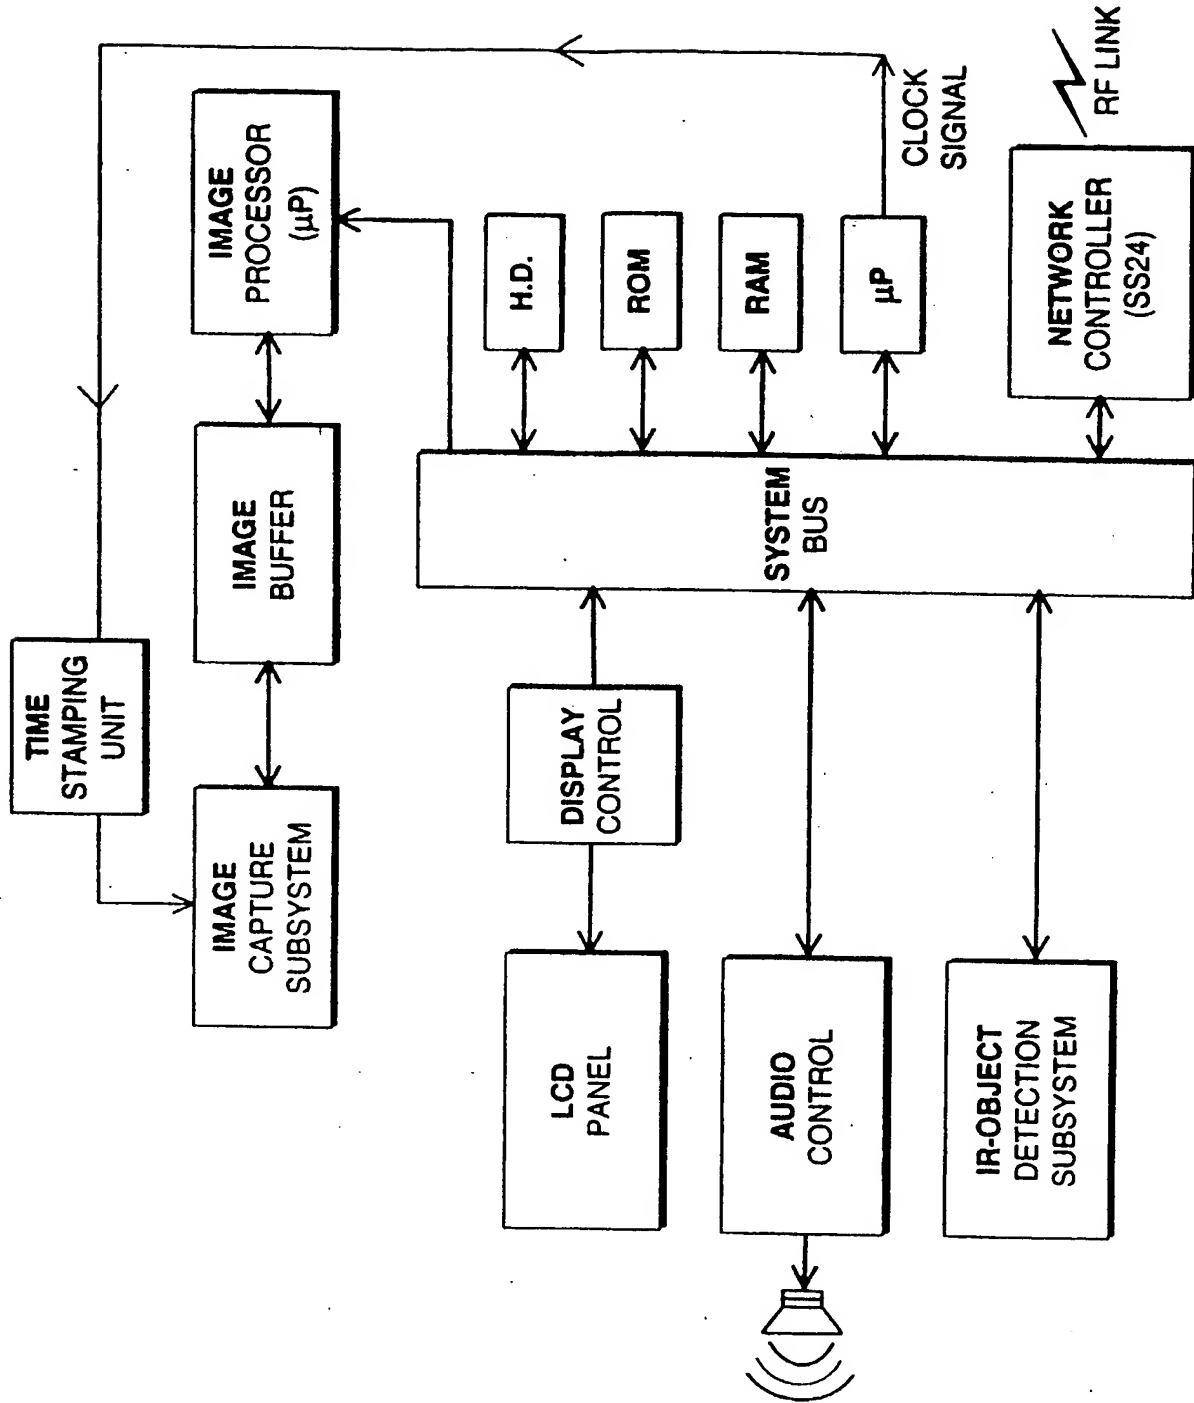 TIME
STAMPING
UNIT
IMAGE
CAPTURE
SUBSYSTEM
IMAGE
BUFFER
IMAGE
PROCESSOR
(µP)
LCD
PANEL
DISPLAY
CONTROL
H.D.
ROM
RAM
µP
CLOCK
SIGNAL
SYSTEM
BUS
AUDIO
CONTROL
IR-OBJECT
DETECTION
SUBSYSTEM
NETWORK
CONTROLLER
(SS24)
RF LINK